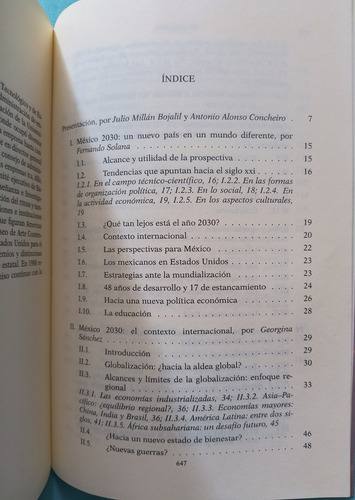 Tecnológico y de Es-
ÍNDICE
Presentación, por Julio Millán Bojalil y Antonio Alonso Concheiro . 7
I. México 2030: un nuevo país en un mundo diferente, por
Fernando Solana . . . 15
I.1. Alcance y utilidad de la prospectiva . . . 15
I.2. Tendencias que apuntan hacia el siglo XXI . . . 16
I.2.1. En el campo técnico-científico, 16; I.2.2. En las formas
de organización política, 17; I.2.3. En lo social, 18; I.2.4. En
la actividad económica, 19, I.2.5. En los aspectos culturales,
19
I.3. ¿Qué tan lejos está el año 2030? . . . 19
I.4. Contexto internacional . . . 20
I.5. Las perspectivas para México . . . 22
I.6. Los mexicanos en Estados Unidos . . . 23
I.7. Estrategias ante la mundialización . . . 23
I.8. 48 años de desarrollo y 17 de estancamiento . . . 24
I.9. Hacia una nueva política económica . . . 26
I.10. La educación . . . 28
II. México 2030: el contexto internacional, por Georgina
Sánchez . . . 29
II.1. Introducción . . . 29
II.2. Globalización: ¿hacia la aldea global? . . . 30
II.3. Alcances y límites de la globalización: enfoque re-
gional . . . 33
II.3.1. Las economías industrializadas, 34; II.3.2. Asia-Pa-
cífico: ¿equilibrio regional?, 36; II.3.3. Economías mayores:
China, India y Brasil, 36; II.3.4. América Latina: entre dos si-
glos, 41; II.3.5. África subsahariana: un desafío futuro, 45
II.4. ¿Hacia un nuevo estado de bienestar? . . . 46
II.5. ¿Nuevas guerras? . . . 48
647